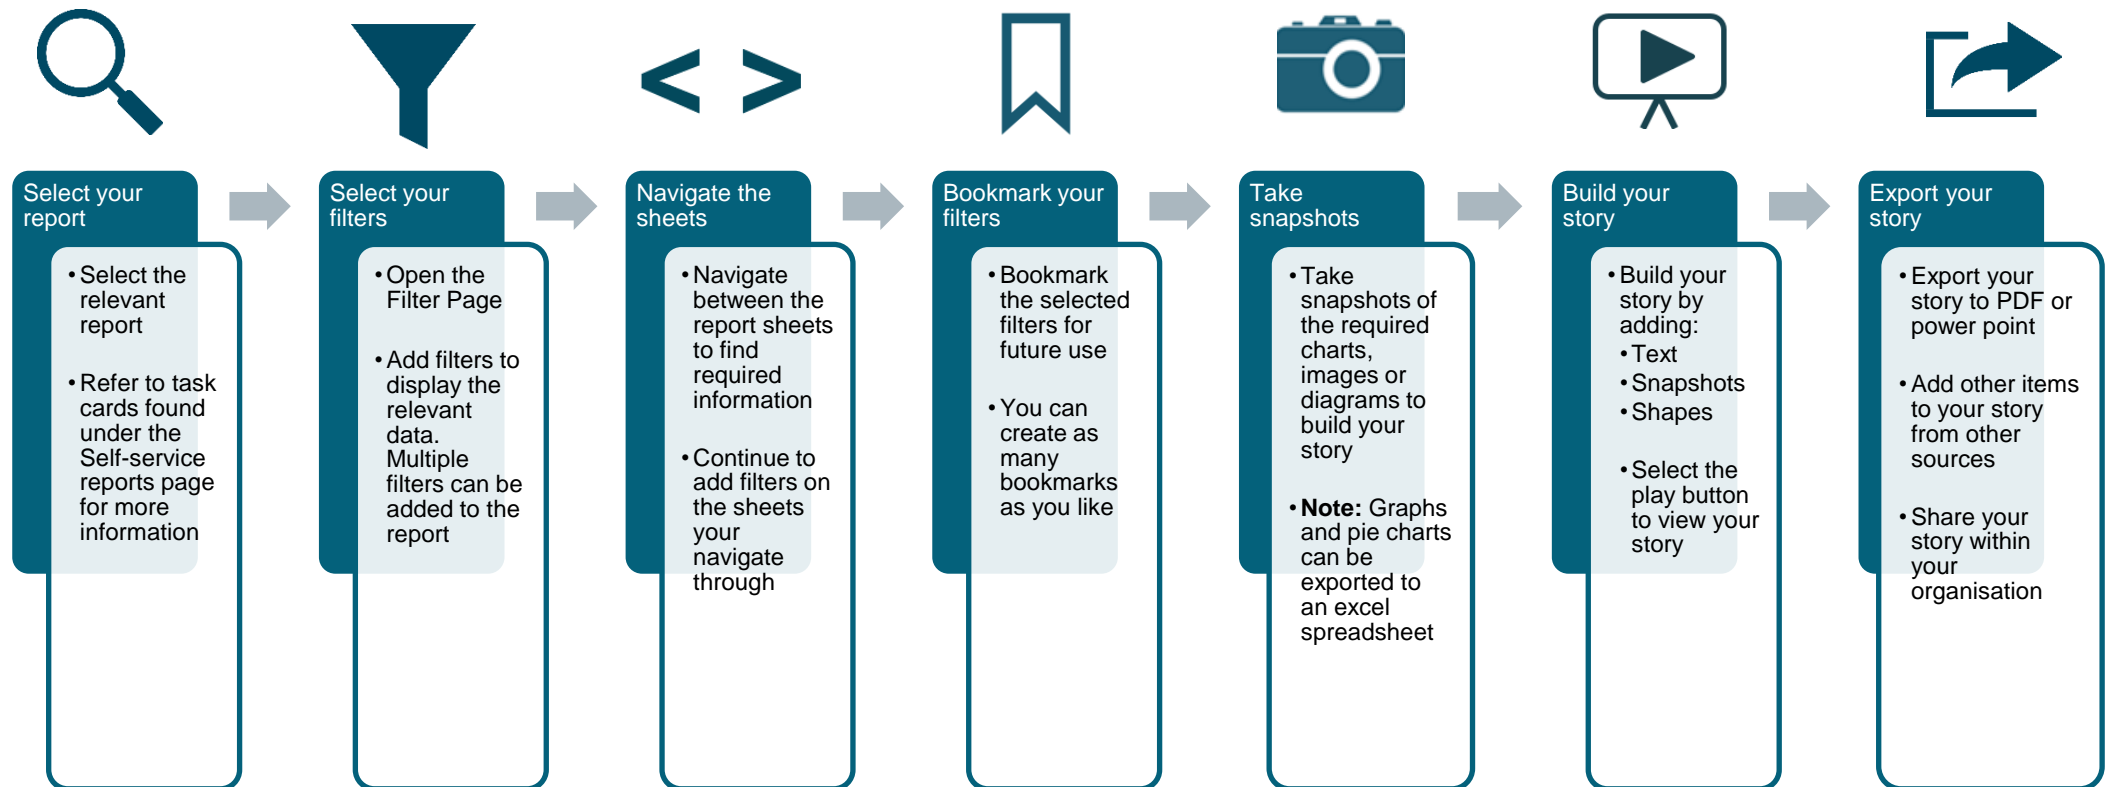 Select your
report
• Select the
relevant
report
• Refer to task
cards found
under the
Self-service
reports page
for more
information
Select your
filters
• Open the
Filter Page
• Add filters to
display the
relevant
data.
Multiple
filters can be
added to the
report
Navigate the
sheets
• Navigate
between the
report sheets
to find
required
information
• Continue to
add filters on
the sheets
your
navigate
through
Bookmark your
filters
• Bookmark
the selected
filters for
future use
• You can
create as
many
bookmarks
as you like
Take
snapshots
• Take
snapshots of
the required
charts,
images or
diagrams to
build your
story
• Note: Graphs
and pie charts
can be
exported to
an excel
spreadsheet
Build your
story
• Build your
story by
adding:
• Text
• Snapshots
• Shapes
• Select the
play button
to view your
story
Export your
story
• Export your
story to PDF or
power point
• Add other items
to your story
from other
sources
• Share your
story within
your
organisation